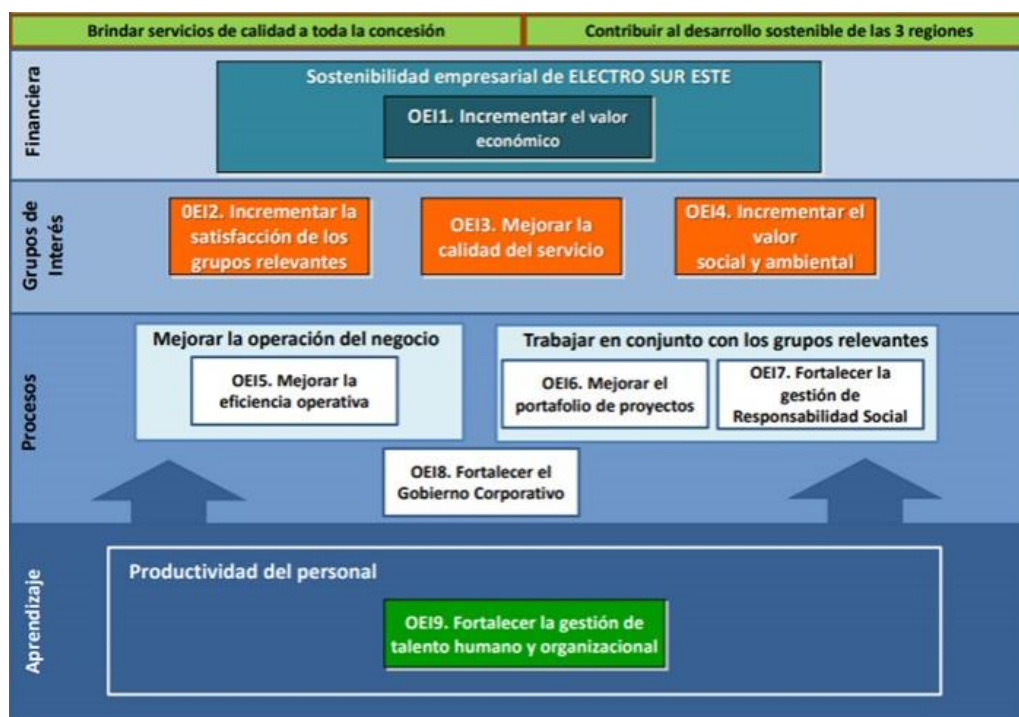 Brindar servicios de calidad a toda la concesión
Contribuir al desarrollo sostenible de las 3 regiones
Financiera
Sostenibilidad empresarial de ELECTRO SUR ESTE
OEI1. Incrementar el valor
económico
Grupos de
Interés
0EI2. Incrementar la
satisfacción de los
grupos relevantes
OEI3. Mejorar la
calidad del servicio
OEI4. Incrementar el
valor
social y ambiental
Procesos
Mejorar la operación del negocio
OEI5. Mejorar la
eficiencia operativa
Trabajar en conjunto con los grupos relevantes
OEI6. Mejorar el
portafolio de proyectos
OEI7. Fortalecer la
gestión de
Responsabilidad Social
OEI8. Fortalecer el
Gobierno Corporativo
Aprendizaje
Productividad del personal
OEI9. Fortalecer la gestión de
talento humano y organizacional